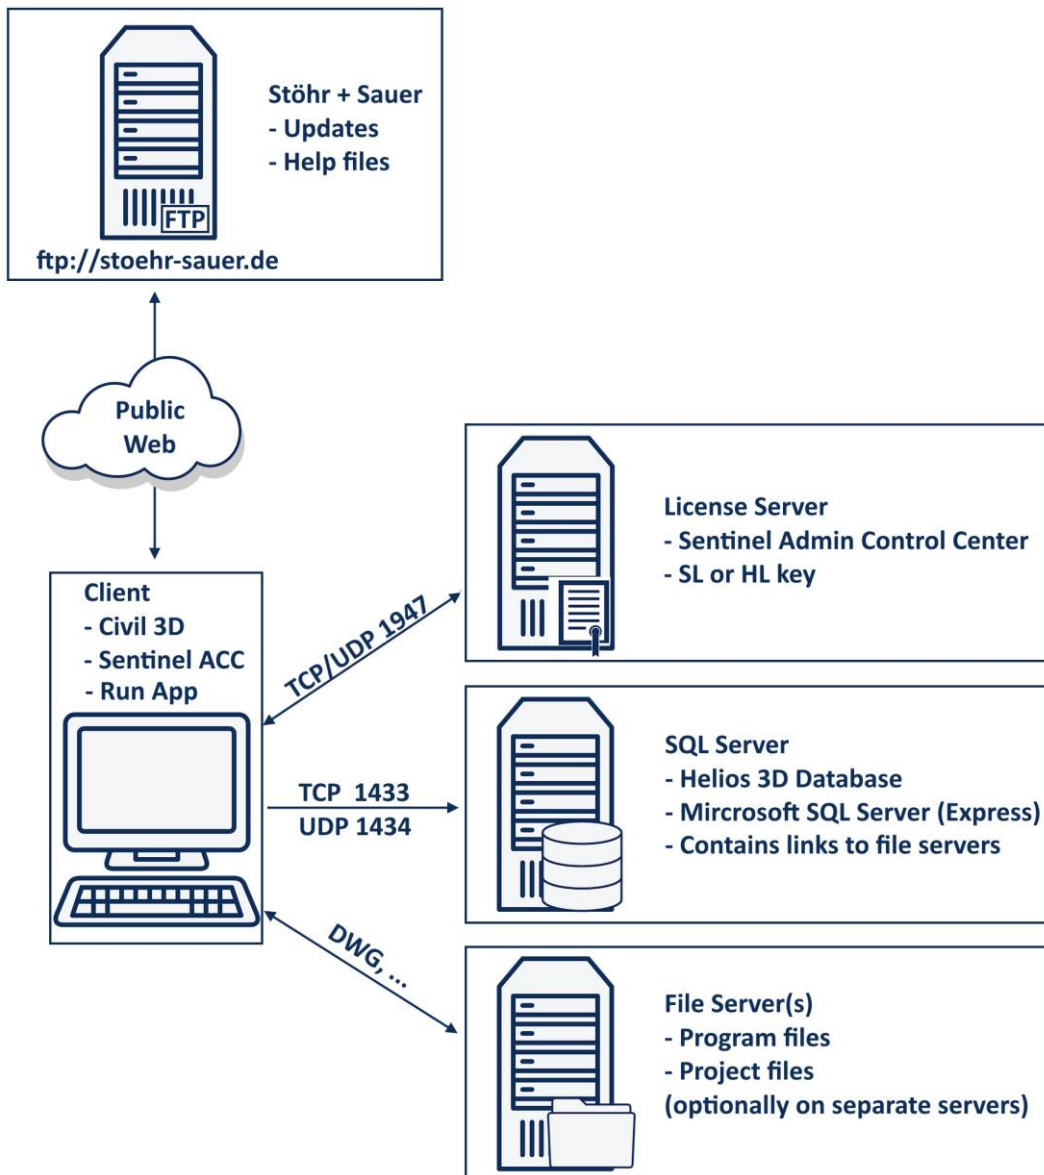 Stöhr + Sauer
- Updates
- Help files
FTP
ftp://stoehr-sauer.de
Public
Web
Client
- Civil 3D
- Sentinel ACC
- Run App
TCP/UDP 1947
License Server
- Sentinel Admin Control Center
- SL or HL key
TCP 1433
UDP 1434
SQL Server
- Helios 3D Database
- Mircrosoft SQL Server (Express)
- Contains links to file servers
DWG, ...
File Server(s)
- Program files
- Project files
(optionally on separate servers)